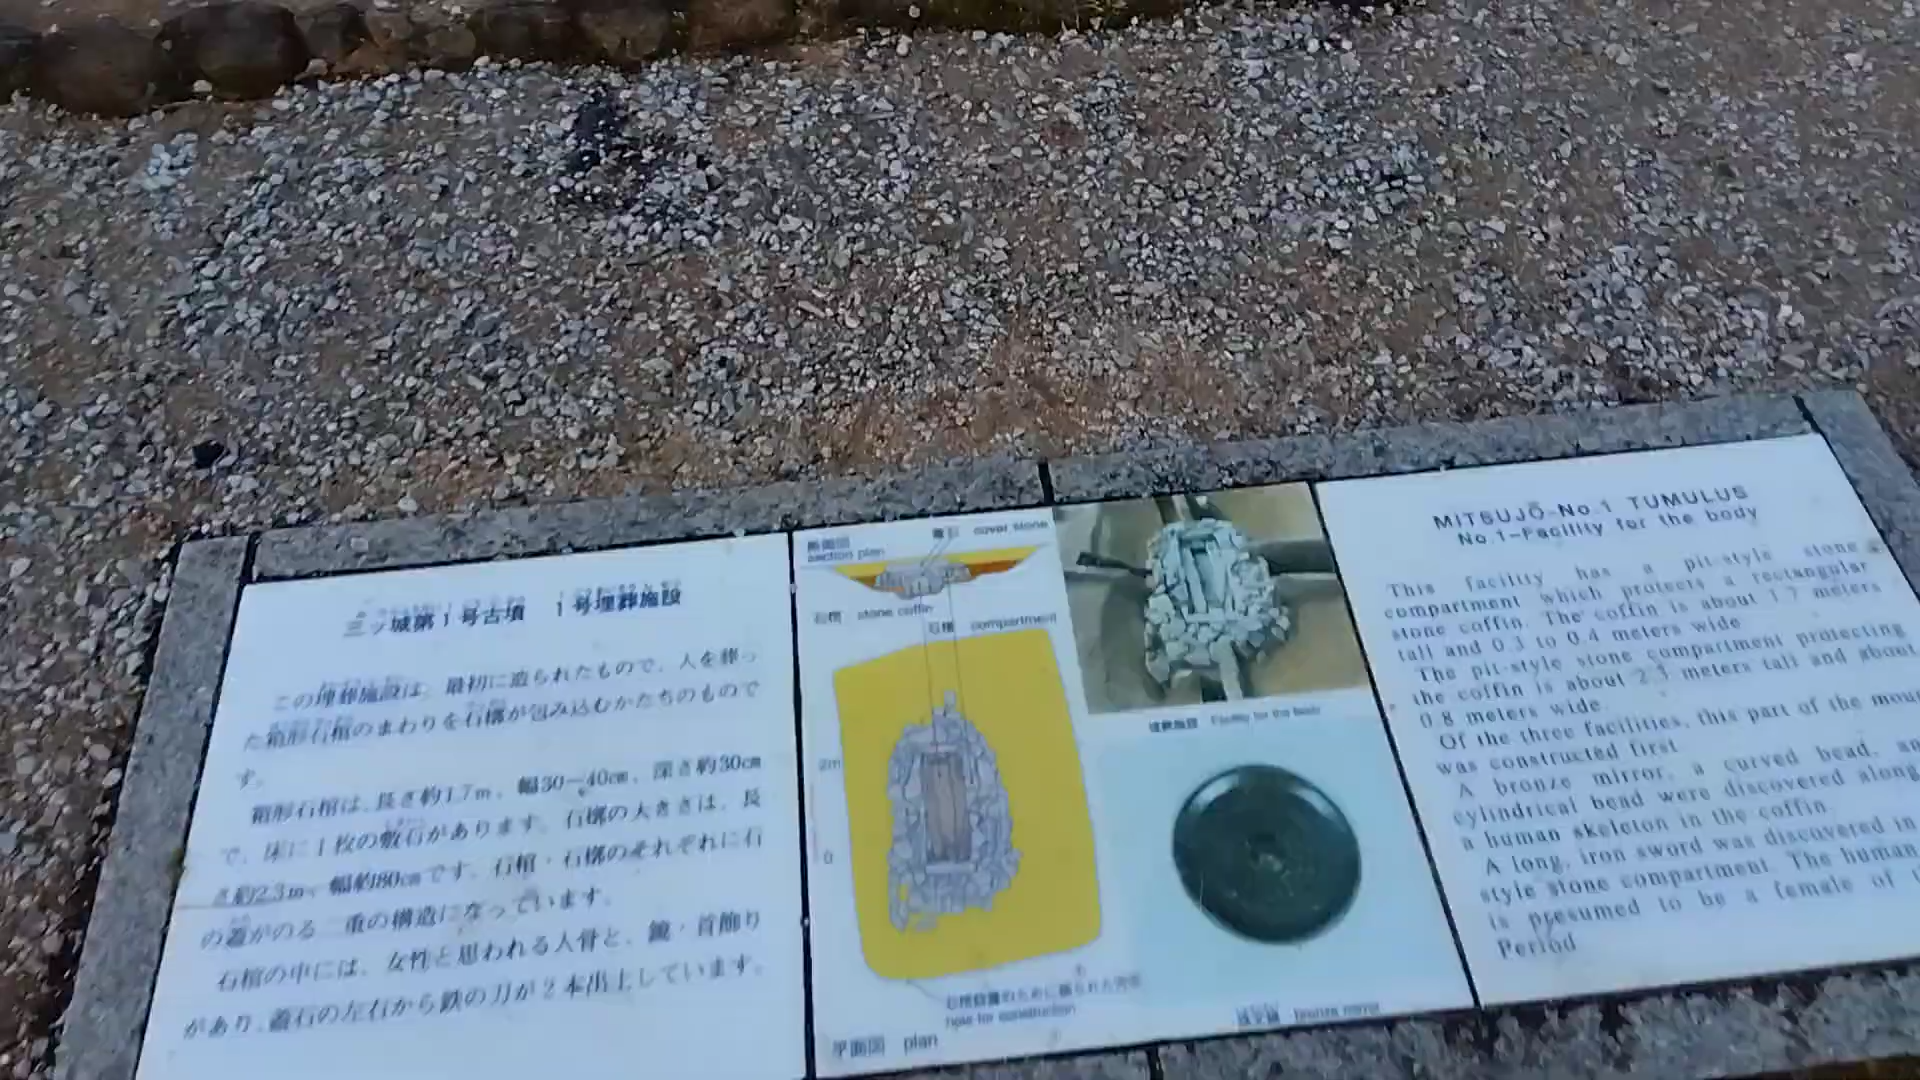 三ッ城第1号古墳　1号埋葬施設
この埋葬施設は、最初に造られたもので、人を葬っ
た箱形石棺のまわりを石槨が包み込むかたちのもので
す。
箱形石棺は、長さ約1.7m、幅30〜40㎝、深さ約30㎝
で、床に1枚の敷石があります。石槨の大きさは、長
さ約2.3m、幅約80㎝です。石棺・石槨のそれぞれに石
の蓋がのる二重の構造になっています。
石棺の中には、女性と思われる人骨と、鏡・首飾り
があり、蓋石の左右から鉄の刀が2本出土しています。
断面図
section plan
蓋石 cover stone
石棺 stone coffin
石槨 compartment
2m
0
hole for construction
平面図 plan
埋葬施設 Facility for the body
bronze mirror
MITSUJŌ-No.1 TUMULUS
No.1-Facility for the body
This facility has a pit-style stone
compartment which protects a rectangular
stone coffin. The coffin is about 1.7 meters
tall and 0.3 to 0.4 meters wide.
The pit-style stone compartment protecting
the coffin is about 2.3 meters tall and about
0.8 meters wide.
Of the three facilities, this part of the mou
was constructed first.
A bronze mirror, a curved bead, an
cylindrical bead were discovered along
a human skeleton in the coffin.
A long, iron sword was discovered in
style stone compartment. The human
is presumed to be a female of t
Period